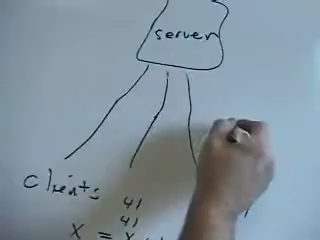 server
clients
41
41
x = x